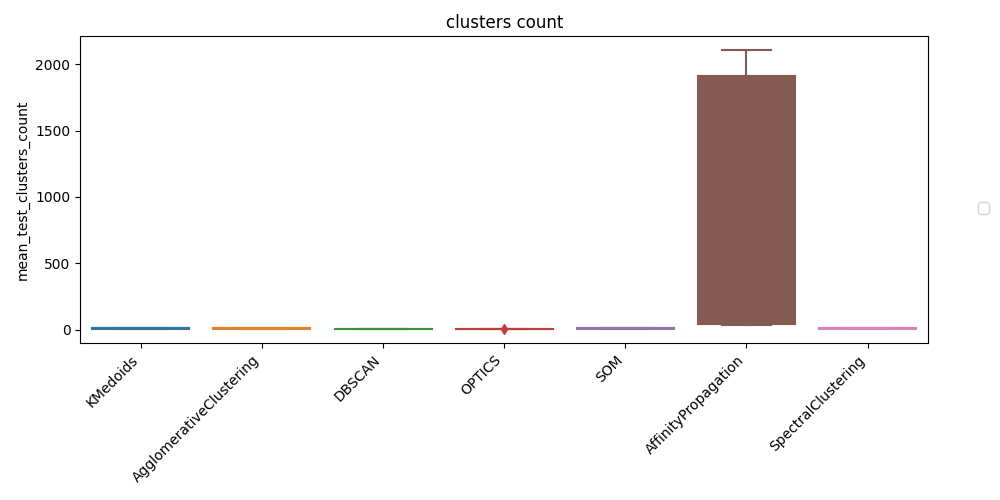 clusters count
mean_test_clusters_count
2000
1500
1000
500
0
KMedoids
AgglomerativeClustering
DBSCAN
OPTICS
SOM
AffinityPropagation
SpectralClustering